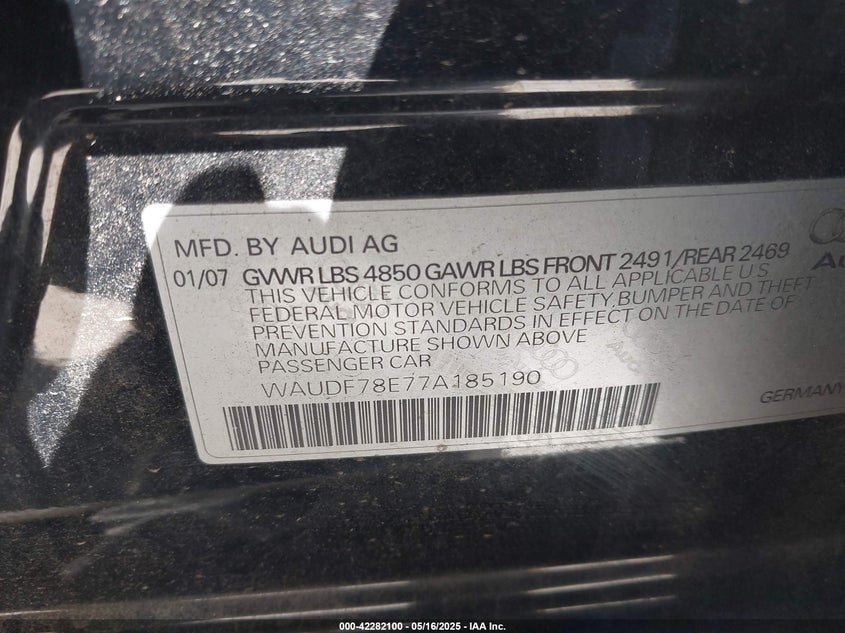 MFD. BY AUDI AG
01/07 GVWR LBS 4850 GAWR LBS FRONT 2491/REAR 2469
THIS VEHICLE CONFORMS TO ALL APPLICABLE U.S
FEDERAL MOTOR VEHICLE SAFETY, BUMPER AND THEFT
PREVENTION STANDARDS IN EFFECT ON THE DATE OF
MANUFACTURE SHOWN ABOVE
PASSENGER CAR
WAUDF78E77A185190
GERMANY
000-42282100 - 05/16/2025 - IAA Inc.